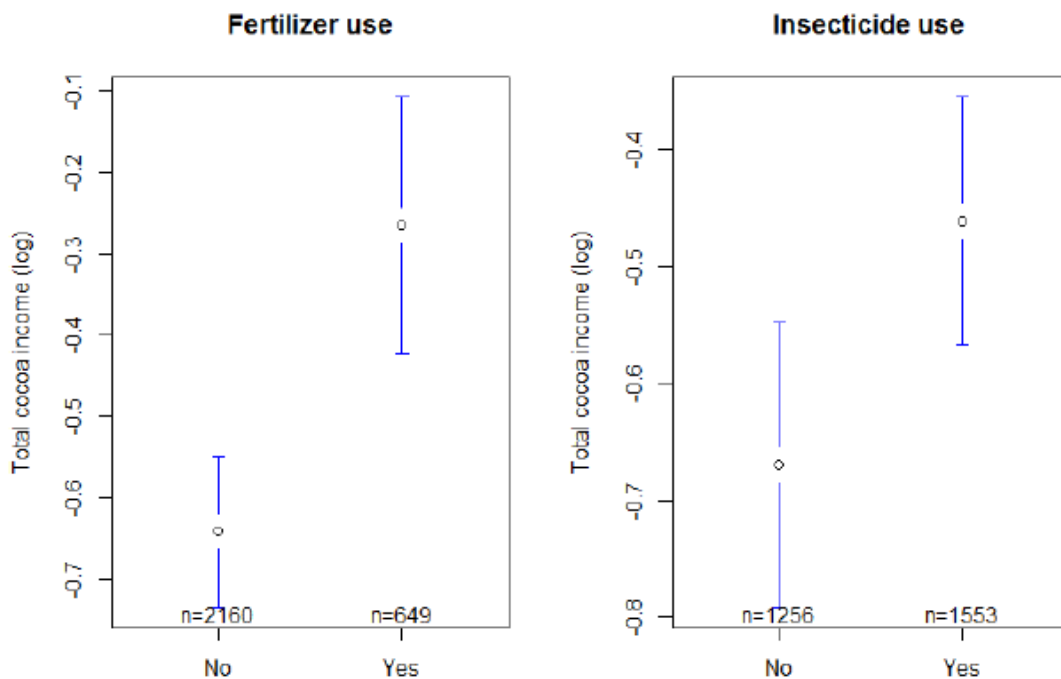 Fertilizer use
Total cocoa income (log)
-0.1
-0.2
-0.3
-0.4
-0.5
-0.6
-0.7
n=2160
n=649
No
Yes
Insecticide use
Total cocoa income (log)
-0.4
-0.5
-0.6
-0.7
-0.8
n=1256
n=1553
No
Yes